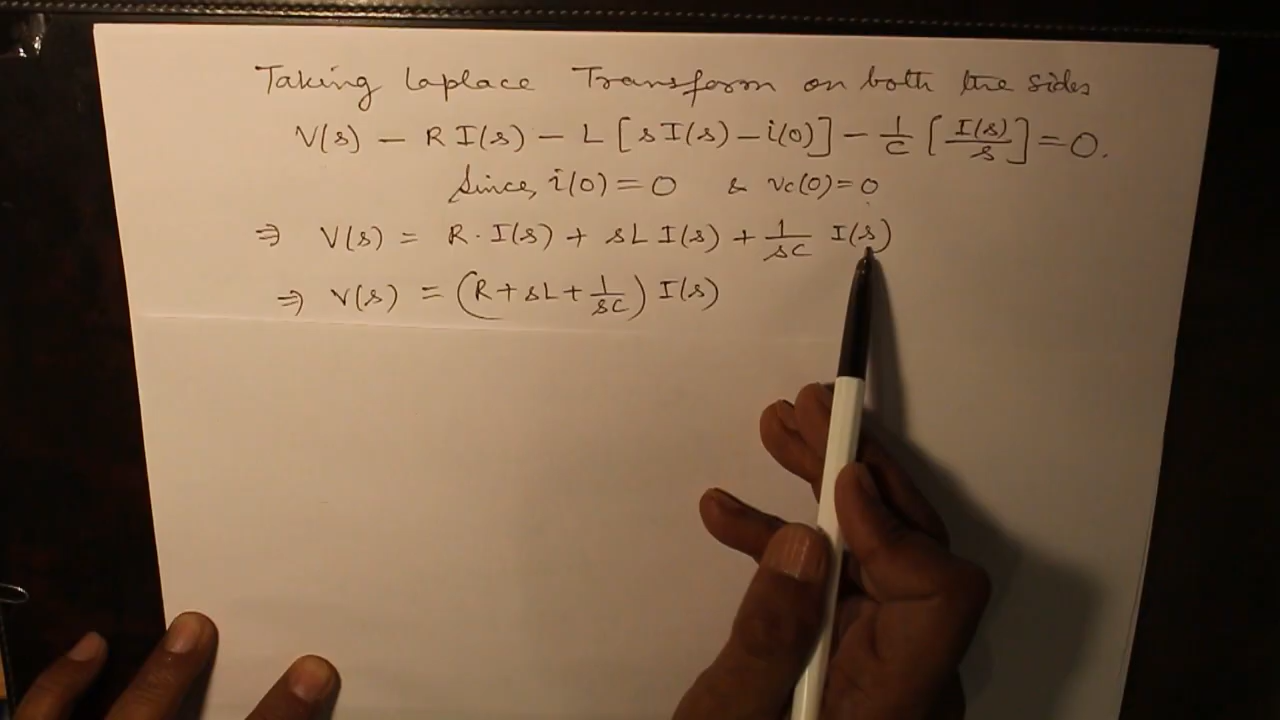 Taking Laplace Transform on both the sides
V(s) − R I(s) − L [sI(s) − i(0)] − 1/C [I(s)/s] = 0.
Since, i(0) = 0 & vc(0) = 0
⇒ V(s) = R · I(s) + sL I(s) + 1/sC I(s)
⇒ V(s) = (R + sL + 1/sC) I(s)